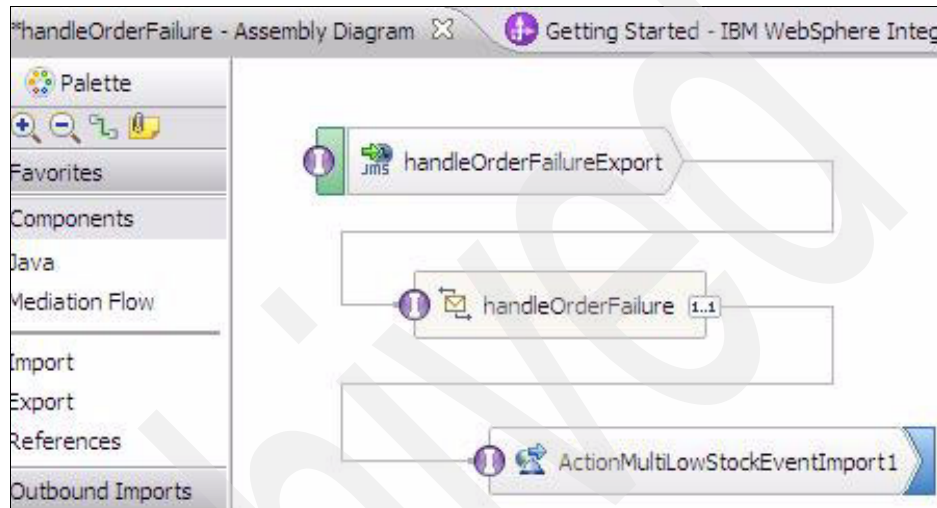 *handleOrderFailure - Assembly Diagram
Getting Started - IBM WebSphere Integ
Palette
Favorites
Components
Java
Mediation Flow
Import
Export
References
Outbound Imports
JMS handleOrderFailureExport
handleOrderFailure 1..1
ActionMultiLowStockEventImport1